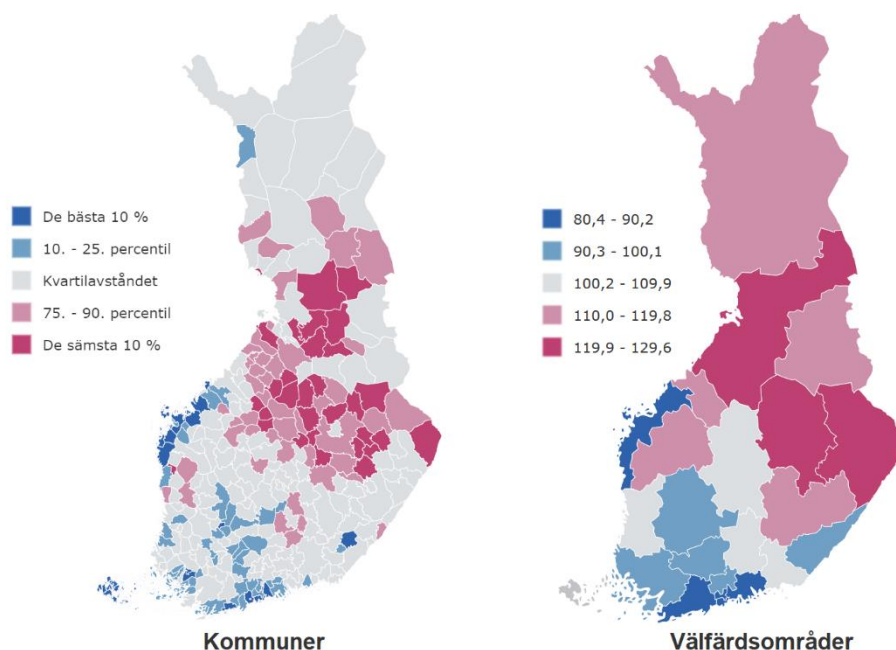 De bästa 10 %
10. - 25. percentil
Kvartilavståndet
75. - 90. percentil
De sämsta 10 %
Kommuner
80,4 - 90,2
90,3 - 100,1
100,2 - 109,9
110,0 - 119,8
119,9 - 129,6
Välfärdsområder